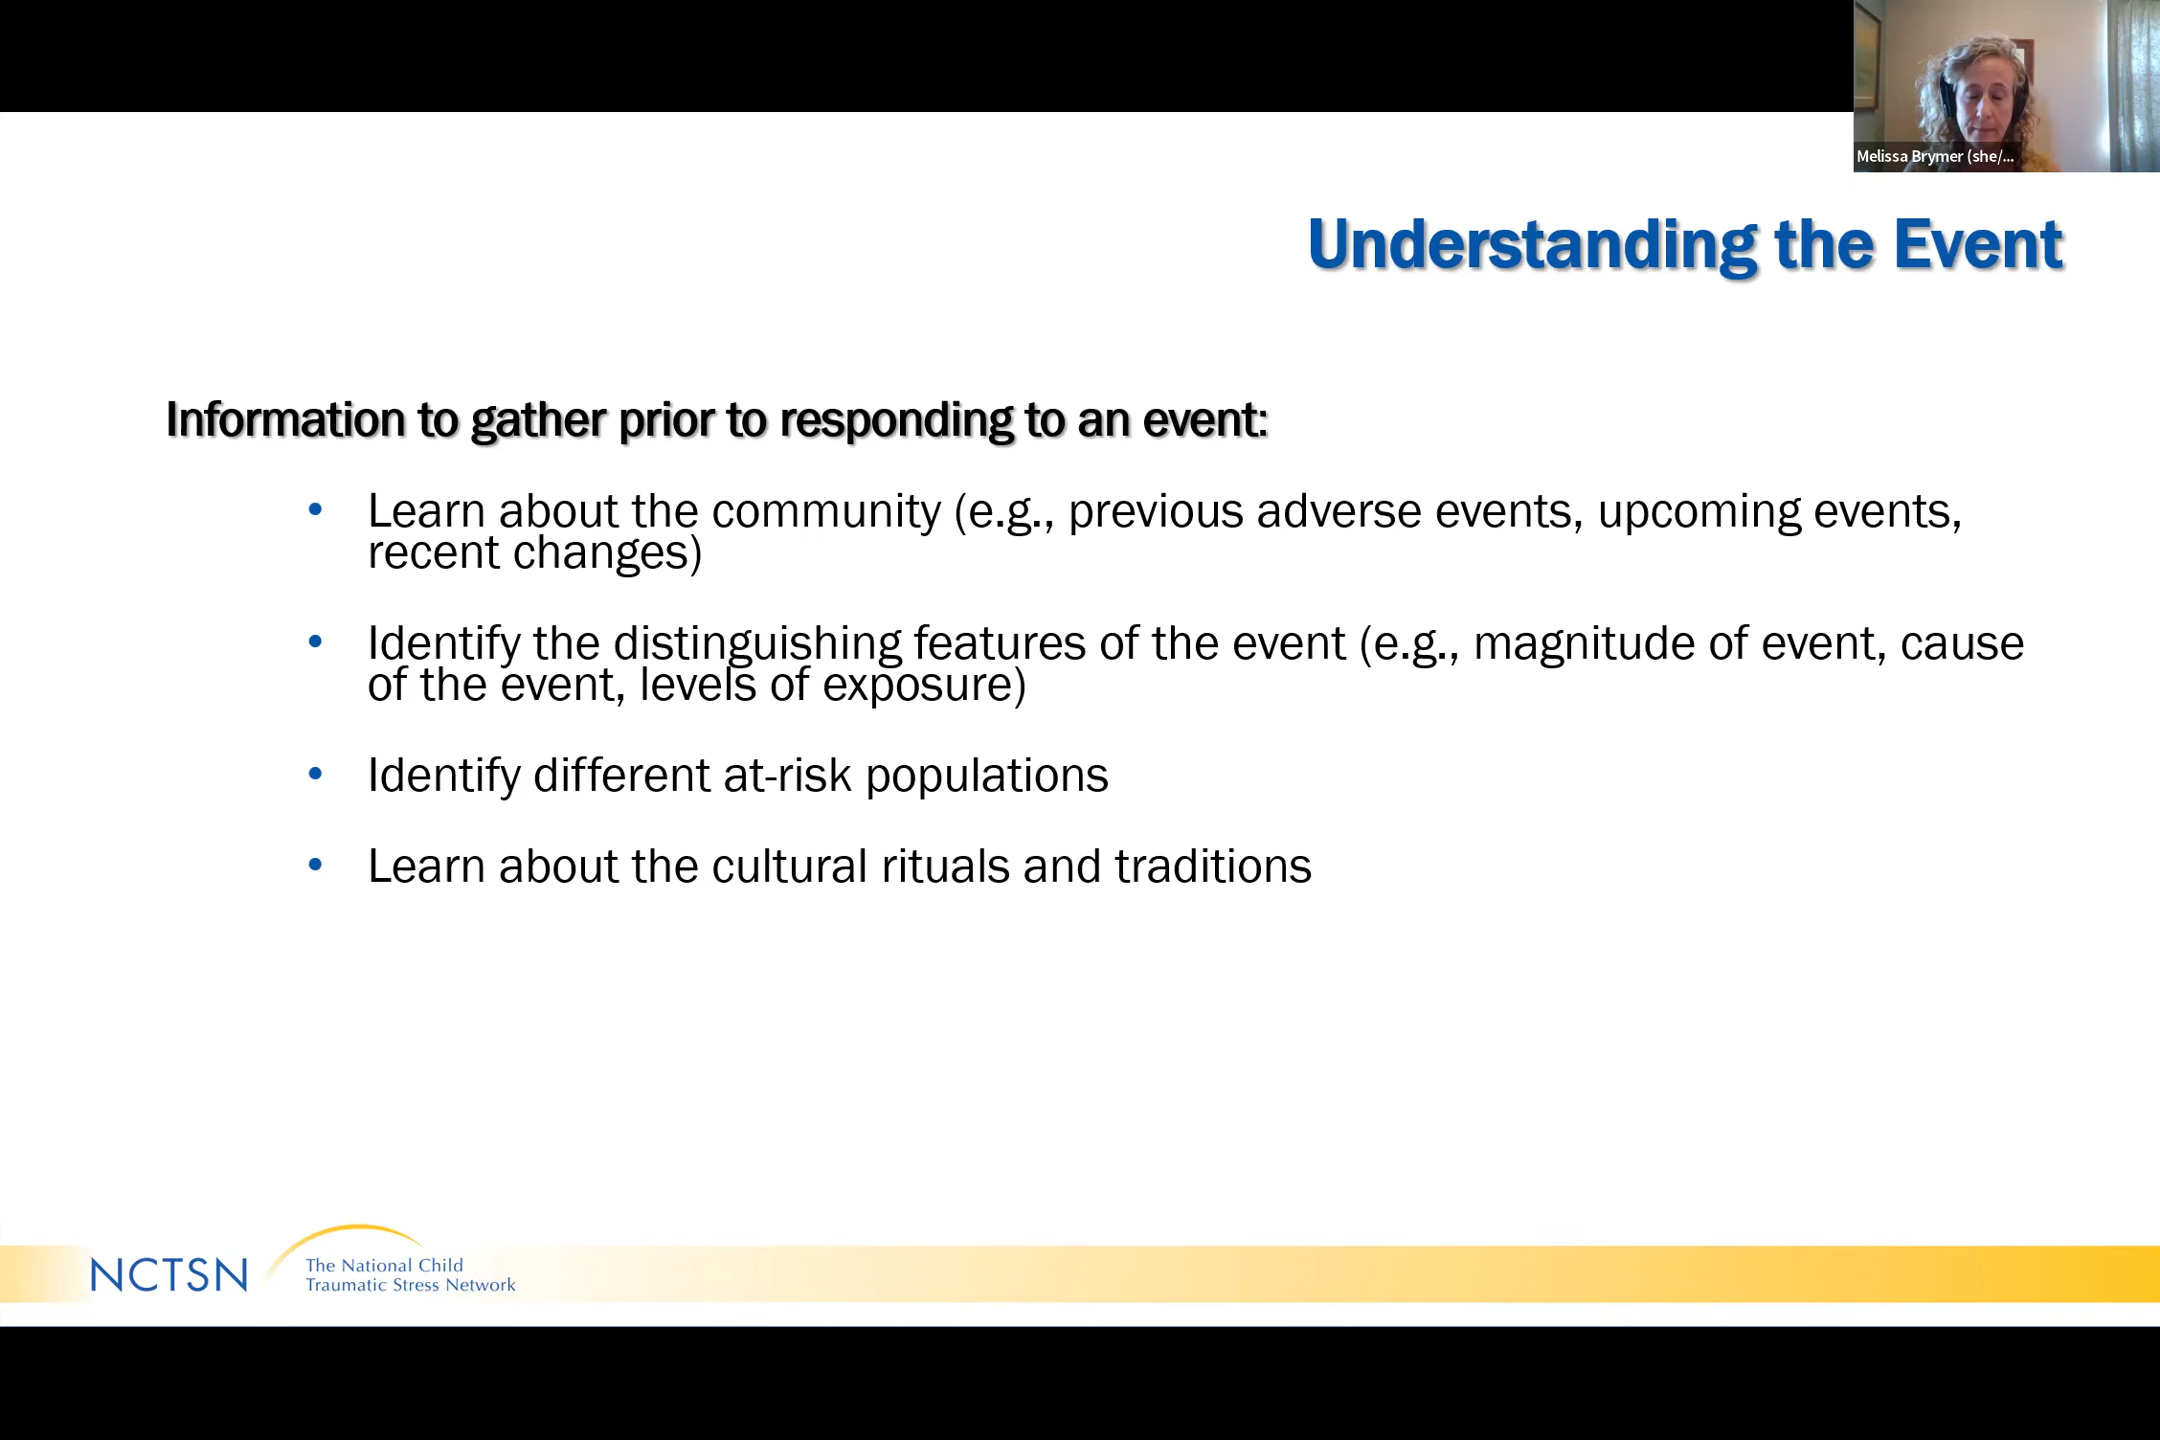 Melissa Brymer (she/...
Understanding the Event
Information to gather prior to responding to an event:
• Learn about the community (e.g., previous adverse events, upcoming events,
recent changes)
• Identify the distinguishing features of the event (e.g., magnitude of event, cause
of the event, levels of exposure)
• Identify different at-risk populations
• Learn about the cultural rituals and traditions
NCTSN
The National Child
Traumatic Stress Network